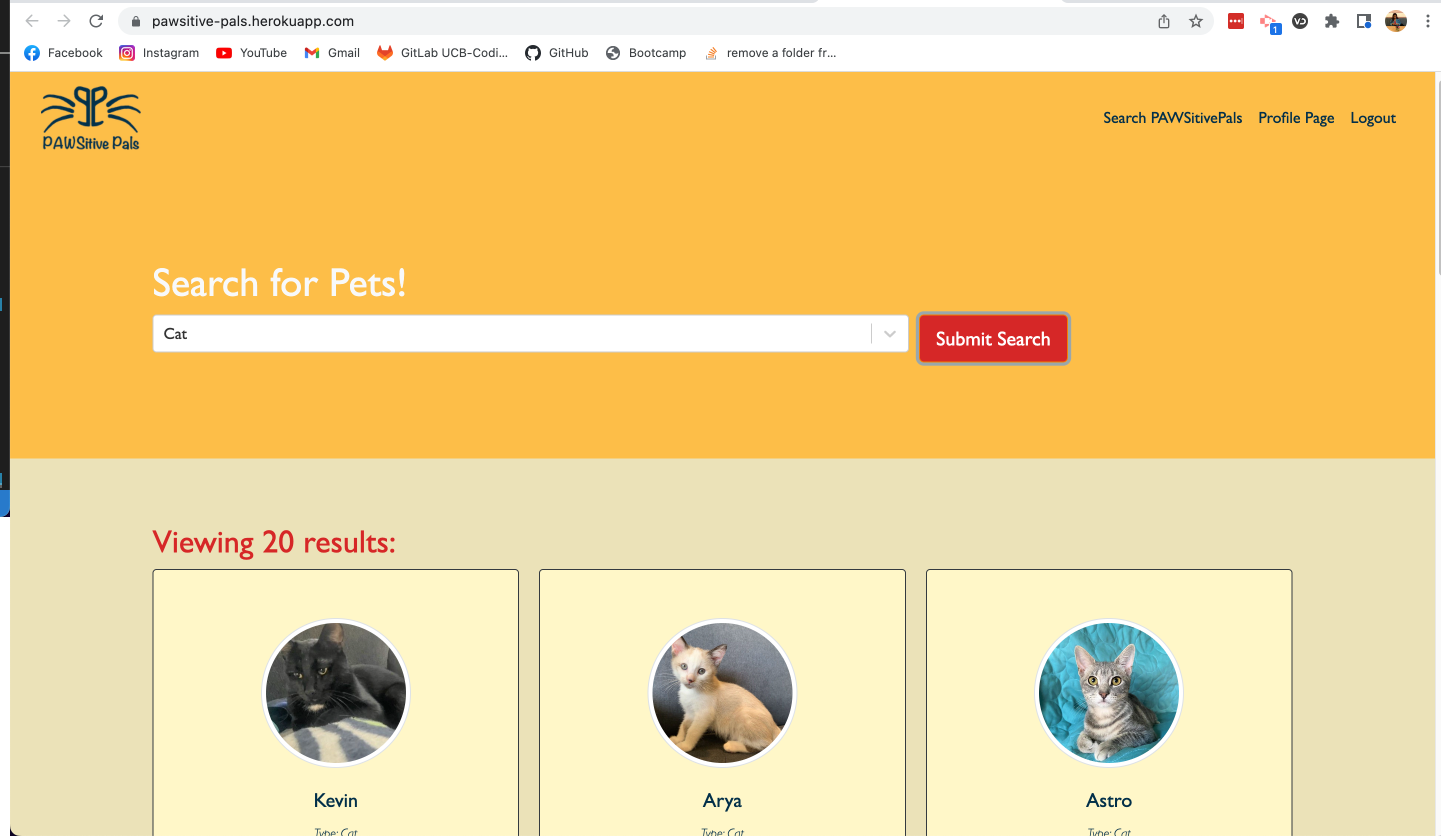 pawsitive-pals.herokuapp.com
1
Facebook Instagram YouTube Gmail GitLab UCB-Codi... GitHub Bootcamp remove a folder fr...
PAWSitive Pals
Search PAWSitivePals Profile Page Logout
Search for Pets!
Cat
Submit Search
Viewing 20 results:
Kevin Arya Astro
Type: Cat Type: Cat Type: Cat